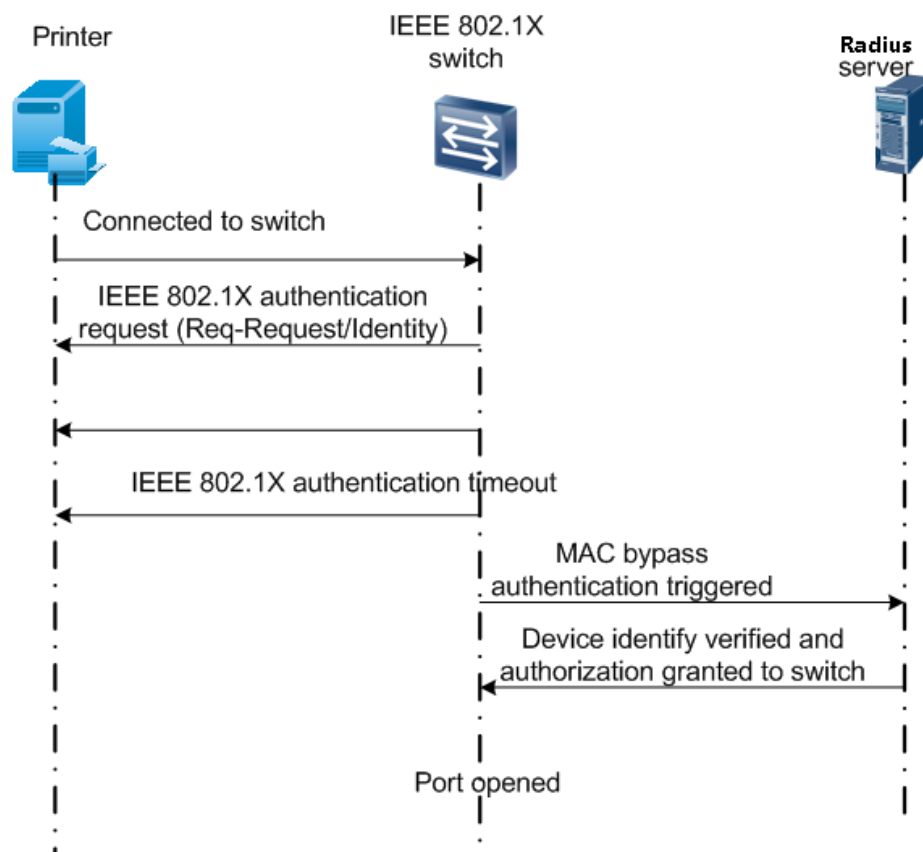 Printer
IEEE 802.1X
switch
Radius
server
Connected to switch
IEEE 802.1X authentication
request (Req-Request/Identity)
IEEE 802.1X authentication timeout
MAC bypass
authentication triggered
Device identify verified and
authorization granted to switch
Port opened